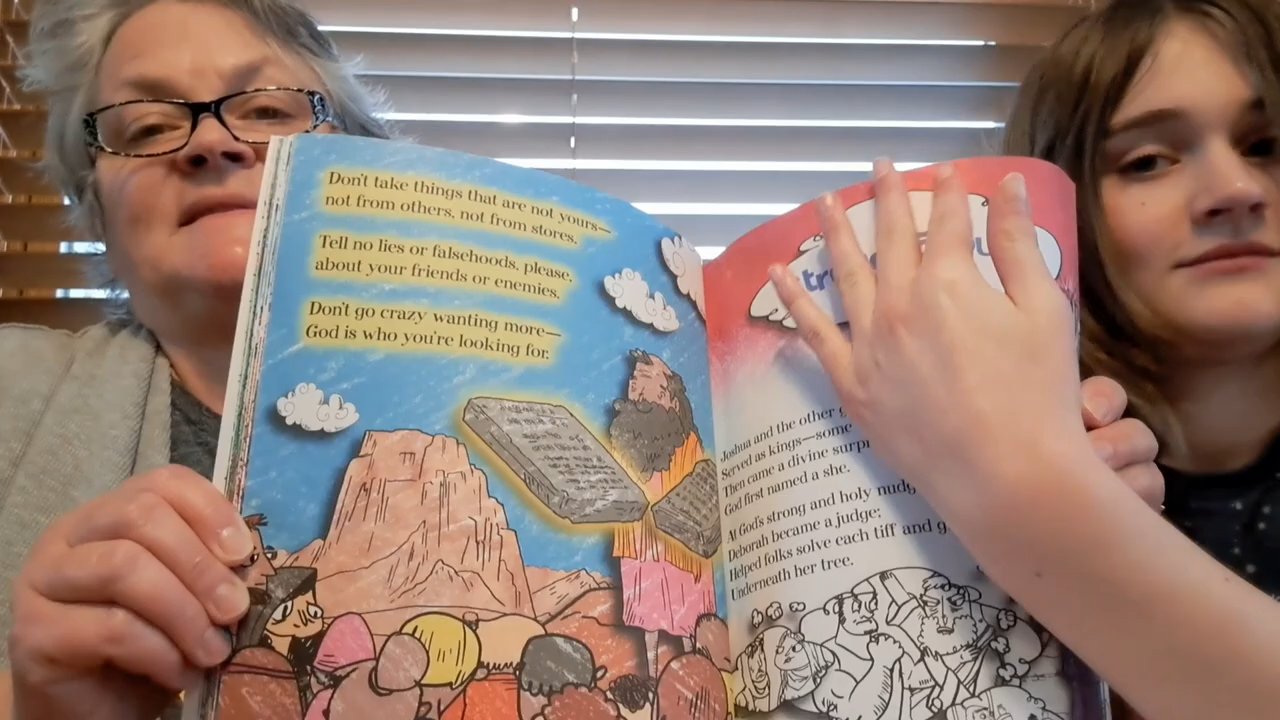 Don't take things that are not yours—
not from others, not from stores.
Tell no lies or falsehoods, please,
about your friends or enemies.
Don't go crazy wanting more—
God is who you're looking for.
Joshua and the other
Served as kings—some
Then came a divine
God first named a she.
At God's strong and holy
Deborah became a judge;
Helped folks solve each tiff and
Underneath her tree.